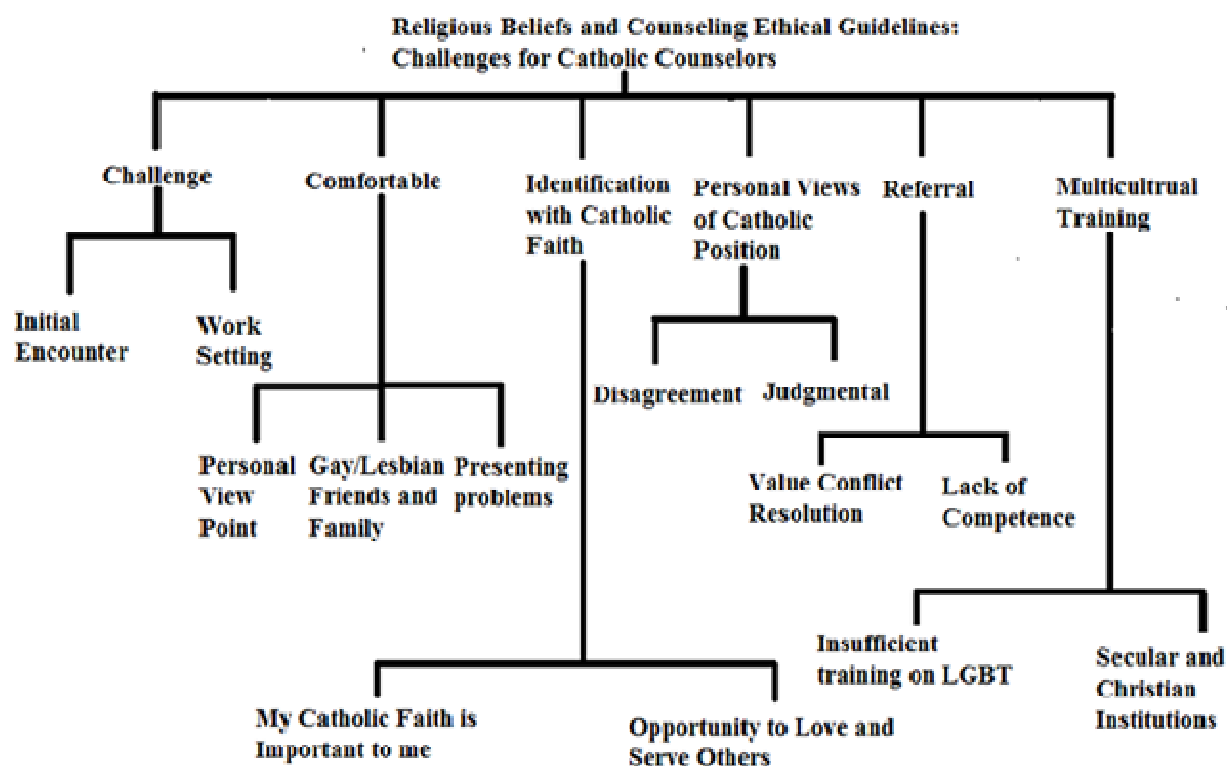 Religious Beliefs and Counseling Ethical Guidelines:
Challenges for Catholic Counselors
Challenge
Comfortable
Identification
with Catholic
Faith
Personal Views
of Catholic
Position
Referral
Multicultrual
Training
Initial
Encounter
Work
Setting
Disagreement
Judgmental
Personal
View
Point
Gay/Lesbian
Friends and
Family
Presenting
problems
Value Conflict
Resolution
Lack of
Competence
Insufficient
training on LGBT
Secular and
Christian
Institutions
My Catholic Faith is
Important to me
Opportunity to Love and
Serve Others